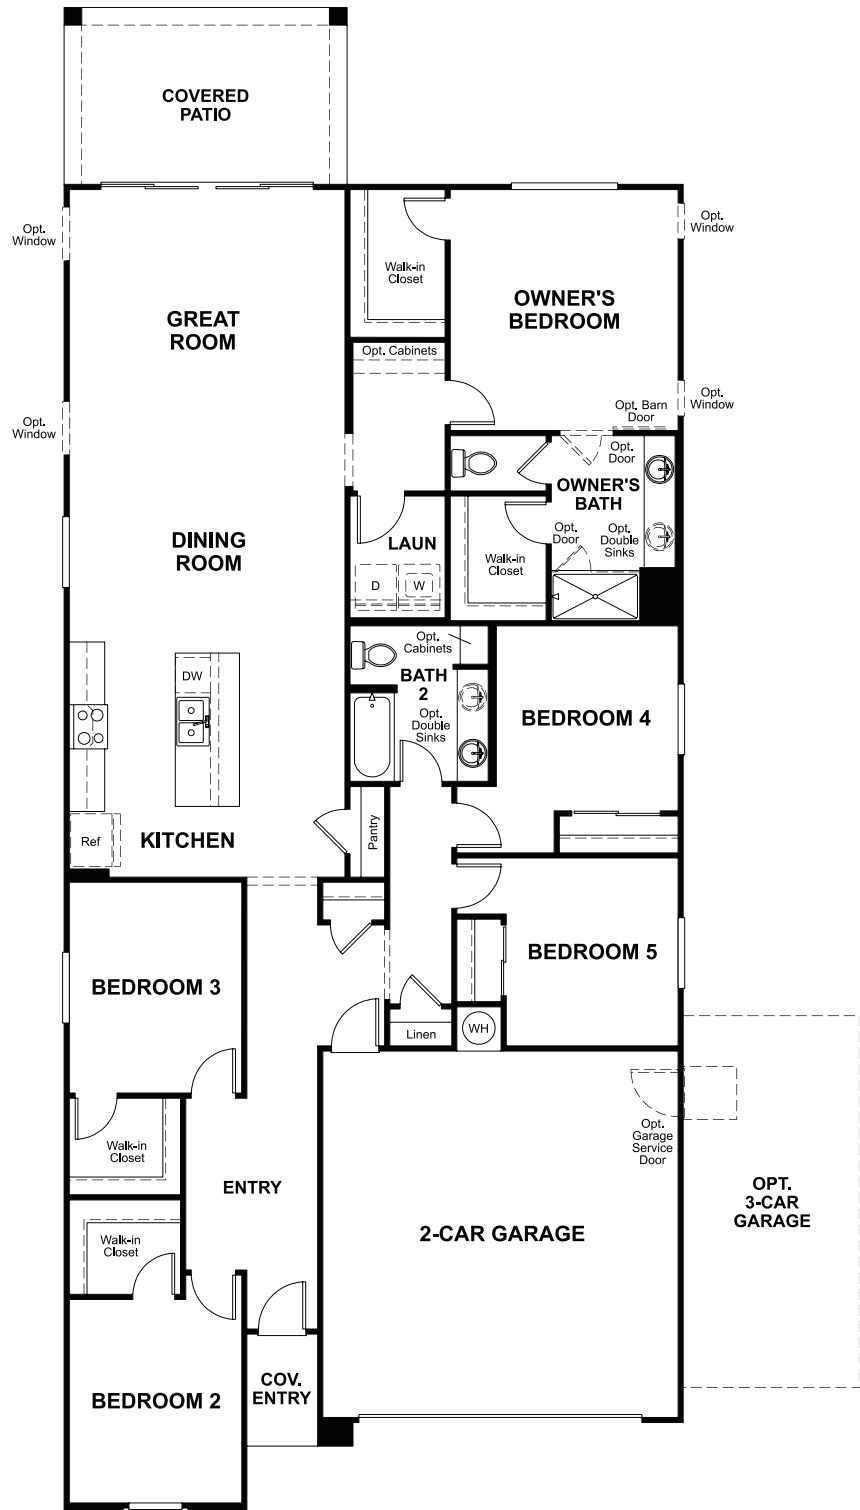 COVERED
PATIO
Opt.
Window
Opt.
Window
Walk-in
Closet
OWNER'S
BEDROOM
GREAT
ROOM
Opt. Cabinets
Opt.
Window
Opt. Barn
Door
Opt.
Window
Opt.
Door
OWNER'S
BATH
Opt.
Door
Opt.
Double
Sinks
DINING
ROOM
LAUN
Walk-in
Closet
D
W
Opt.
Cabinets
BATH
2
Opt.
Double
Sinks
DW
BEDROOM 4
Ref
KITCHEN
Pantry
BEDROOM 3
BEDROOM 5
Linen
WH
Walk-in
Closet
Opt.
Garage
Service
Door
ENTRY
OPT.
3-CAR
GARAGE
2-CAR GARAGE
Walk-in
Closet
BEDROOM 2
COV.
ENTRY